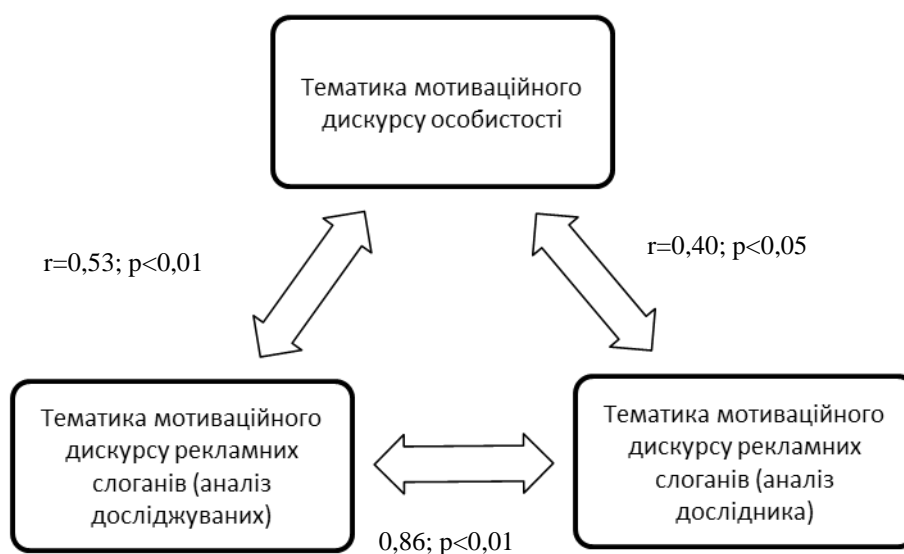 Тематика мотиваційного
дискурсу особистості
r=0,53; p<0,01
r=0,40; p<0,05
Тематика мотиваційного
дискурсу рекламних
слоганів (аналіз
досліджуваних)
Тематика мотиваційного
дискурсу рекламних
слоганів (аналіз
дослідника)
0,86; p<0,01